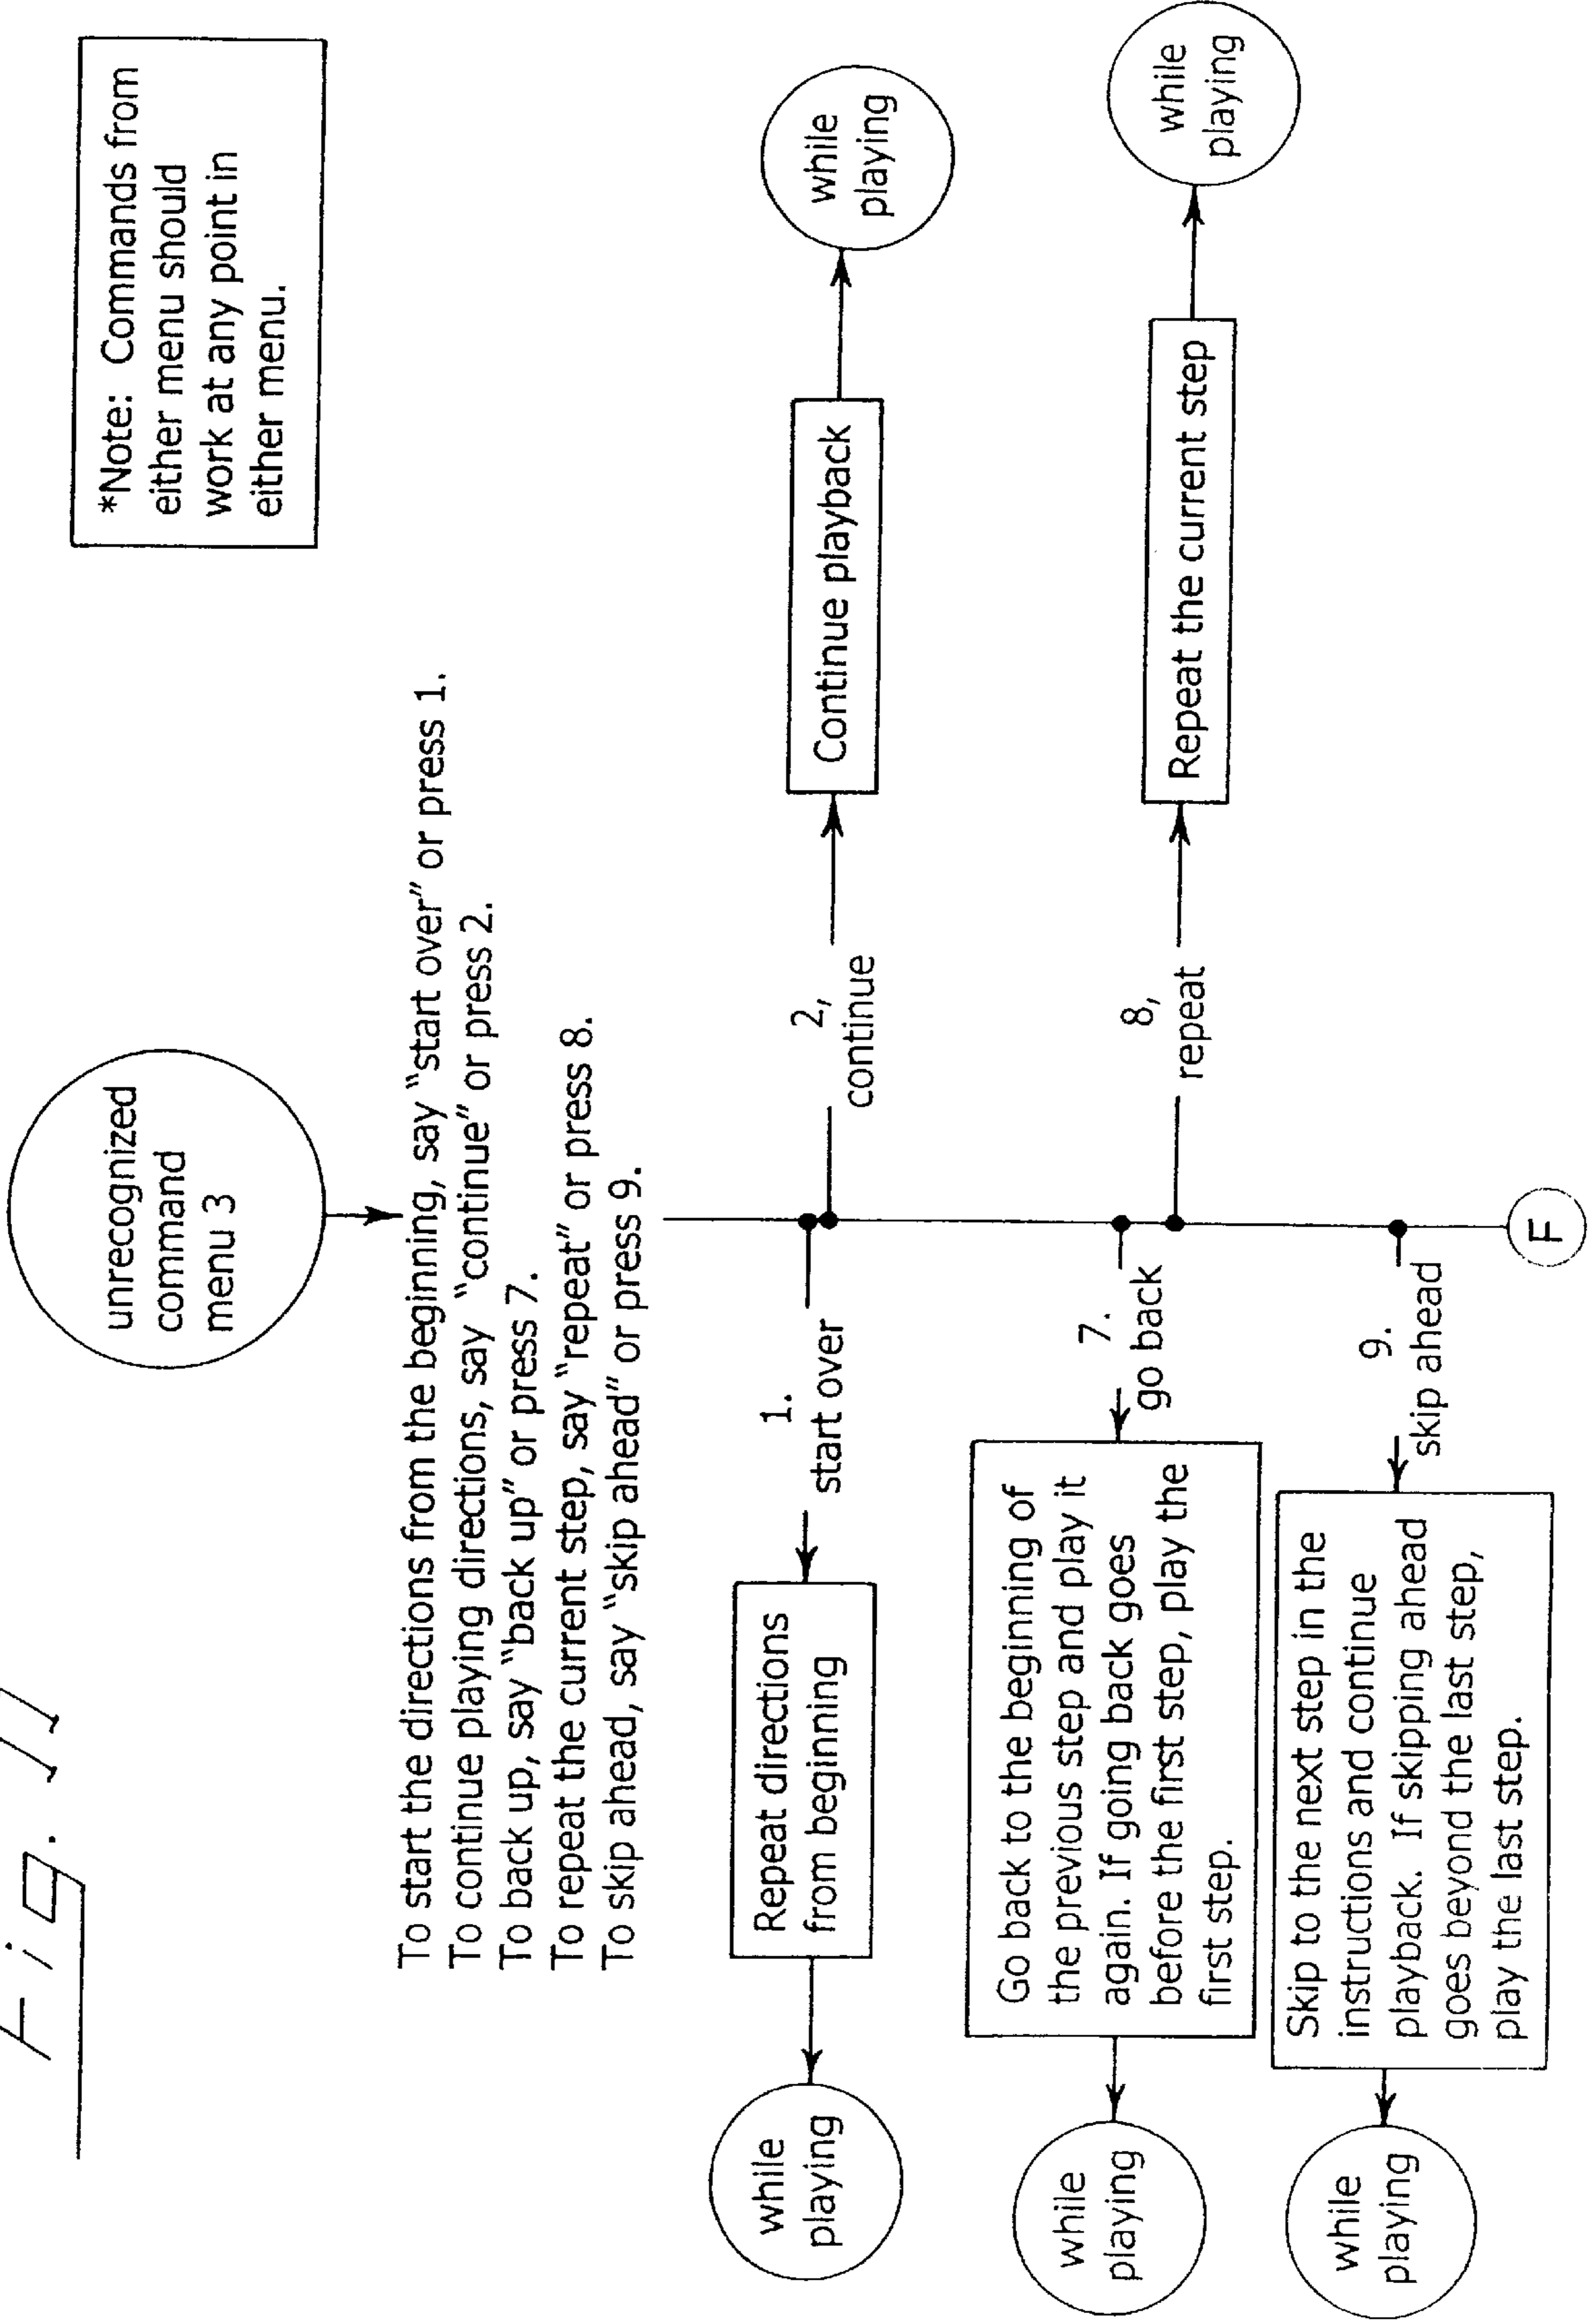 Fig. 11
*Note: Commands from
either menu should
work at any point in
either menu.
unrecognized
command
menu 3
To start the directions from the beginning, say “start over” or press 1.
To continue playing directions, say “continue” or press 2.
To back up, say “back up” or press 7.
To repeat the current step, say “repeat” or press 8.
To skip ahead, say “skip ahead” or press 9.
while
playing
Repeat directions
from beginning
1.
start over
2,
continue
Continue playback
while
playing
while
playing
Go back to the beginning of
the previous step and play it
again. If going back goes
before the first step, play the
first step.
7.
go back
8,
repeat
Repeat the current step
while
playing
while
playing
Skip to the next step in the
instructions and continue
playback. If skipping ahead
goes beyond the last step,
play the last step.
9.
skip ahead
F